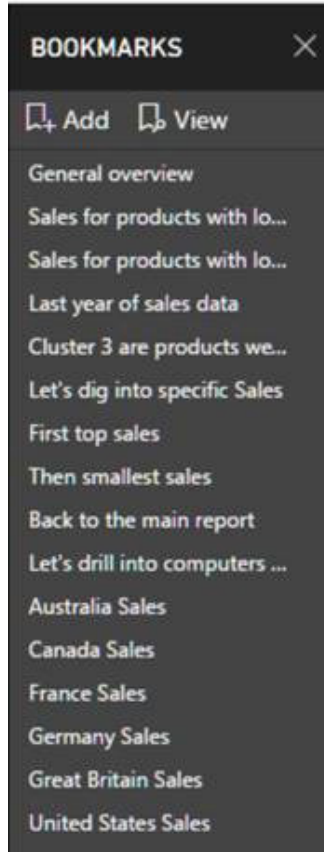 BOOKMARKS
Add View
General overview
Sales for products with lo...
Sales for products with lo...
Last year of sales data
Cluster 3 are products we...
Let's dig into specific Sales
First top sales
Then smallest sales
Back to the main report
Let's drill into computers ...
Australia Sales
Canada Sales
France Sales
Germany Sales
Great Britain Sales
United States Sales